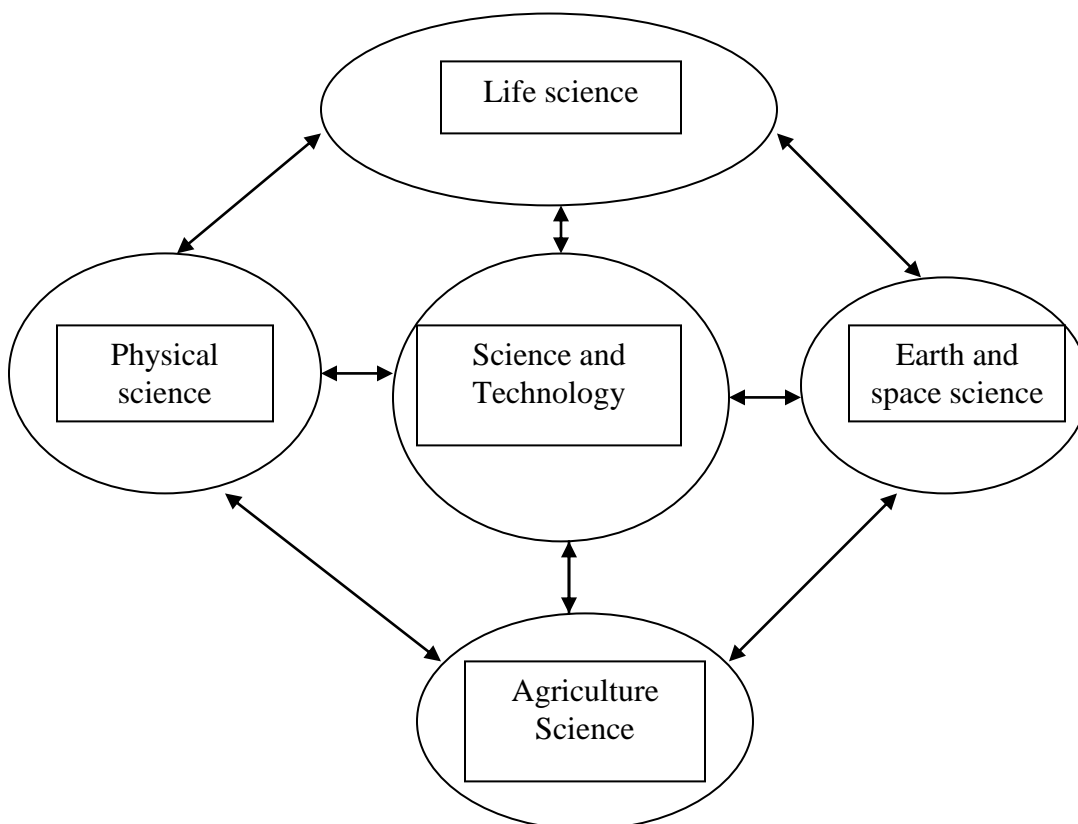 Life science
Physical
science
Science and
Technology
Earth and
space science
Agriculture
Science